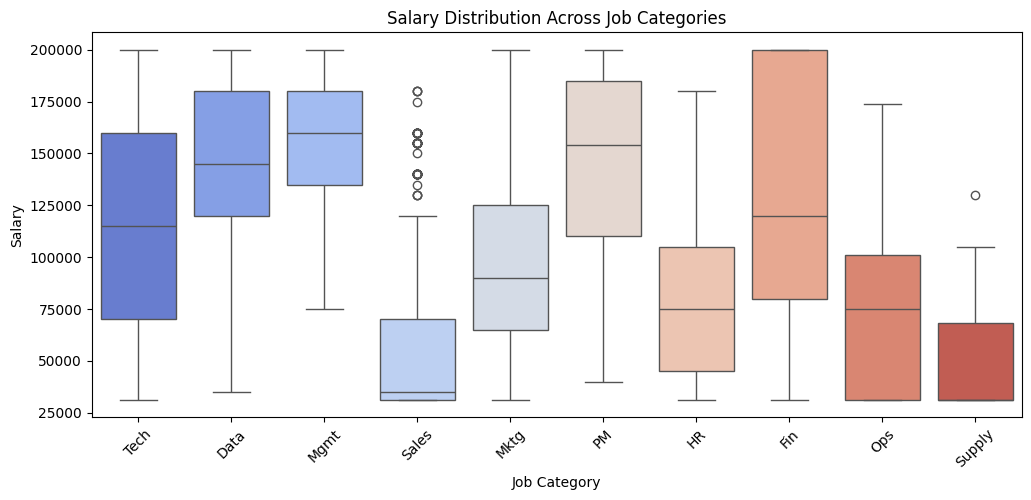 Salary Distribution Across Job Categories
200000
175000
150000
125000
100000
75000
50000
25000
Salary
Tech
Data
Mgmt
Sales
Mktg
PM
HR
Fin
Ops
Supply
Job Category